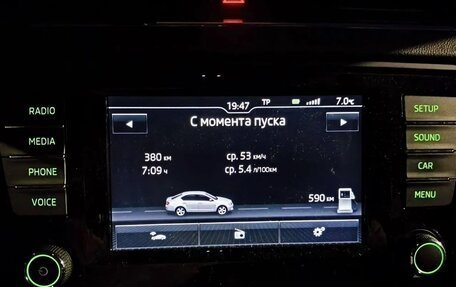 RADIO
MEDIA
PHONE
VOICE
19:47 TP 7.0°C
С момента пуска
380 км ср. 53 км/ч
7:09 ч ср. 5.4 л/100км
590 км
SETUP
SOUND
CAR
MENU